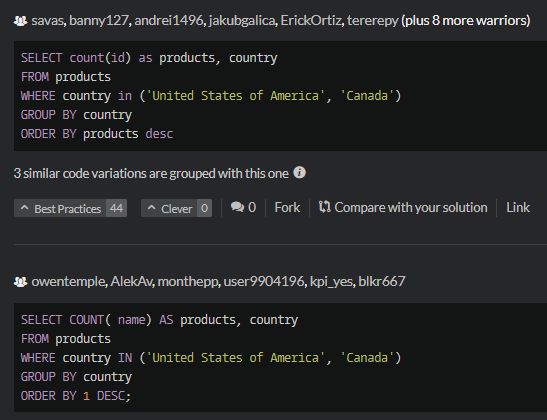 savas, banny127, andrei1496, jakubgalica, ErickOrtiz, tererepy (plus 8 more warriors)
SELECT count(id) as products, country
FROM products
WHERE country in ('United States of America', 'Canada')
GROUP BY country
ORDER BY products desc
3 similar code variations are grouped with this one
Best Practices 44 Clever 0 0 Fork Compare with your solution Link
owentemple, AlekAv, monthepp, user9904196, kpi_yes, blkr667
SELECT COUNT( name) AS products, country
FROM products
WHERE country IN ('United States of America', 'Canada')
GROUP BY country
ORDER BY 1 DESC;